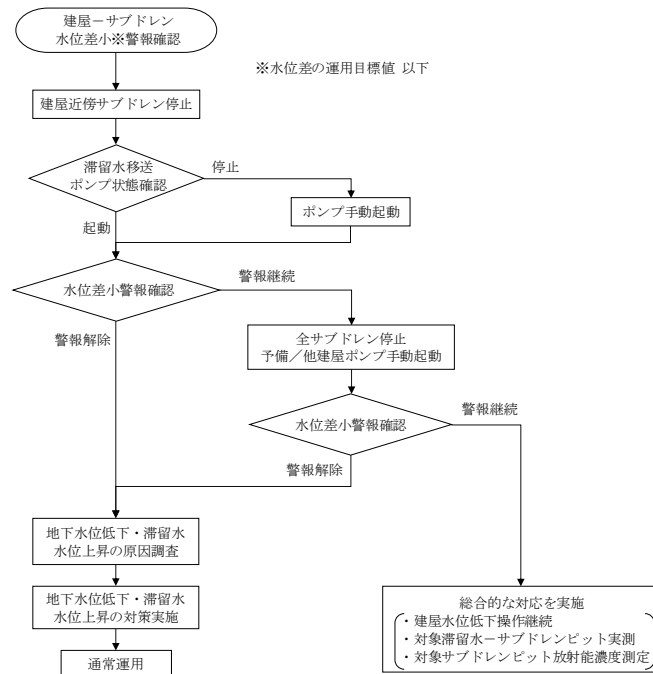 建屋－サブドレン
水位差小※警報確認
※水位差の運用目標値 以下
建屋近傍サブドレン停止
滞留水移送
ポンプ状態確認
停止
ポンプ手動起動
起動
水位差小警報確認
警報継続
警報解除
全サブドレン停止
予備／他建屋ポンプ手動起動
水位差小警報確認
警報継続
警報解除
地下水位低下・滞留水
水位上昇の原因調査
地下水位低下・滞留水
水位上昇の対策実施
通常運用
総合的な対応を実施
・建屋水位低下操作継続
・対象滞留水－サブドレンピット実測
・対象サブドレンピット放射能濃度測定